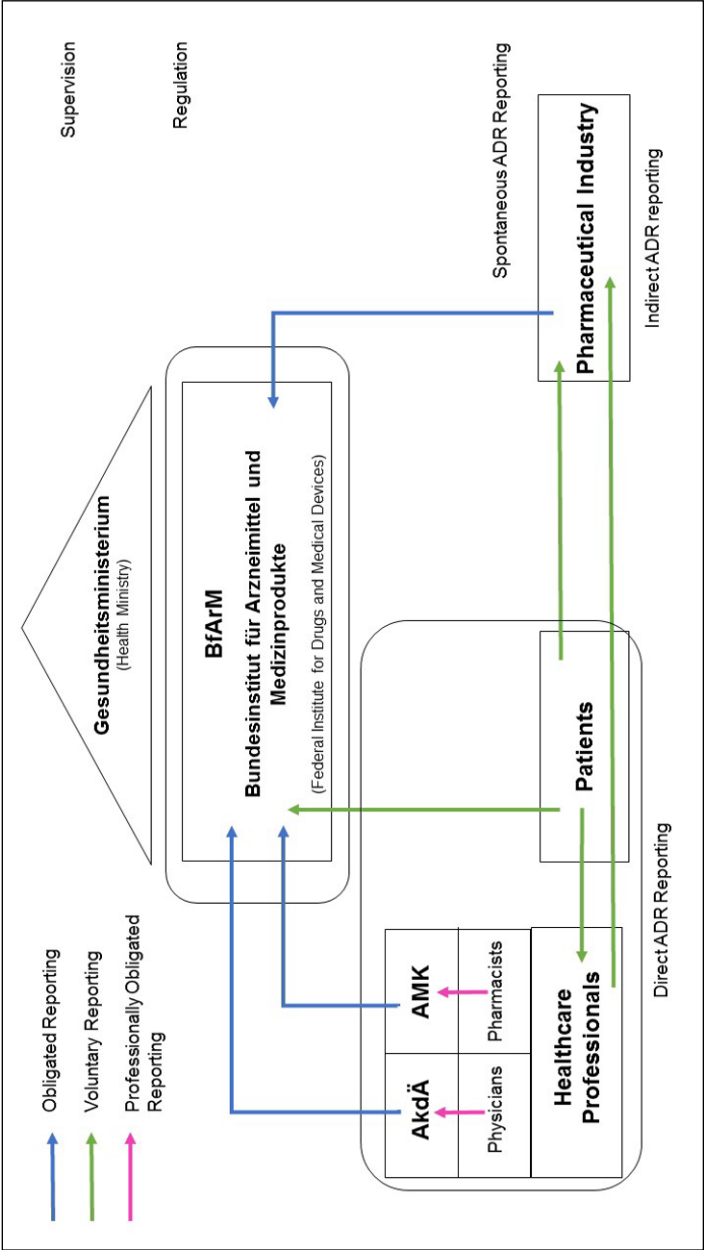 Obligated Reporting
Voluntary Reporting
Professionally Obligated
Reporting
Gesundheitsministerium
(Health Ministry)
Supervision
Regulation
BfArM
Bundesinstitut für Arzneimittel und
Medizinprodukte
(Federal Institute for Drugs and Medical Devices)
AkdÄ
AMK
Physicians
Pharmacists
Healthcare
Professionals
Patients
Direct ADR Reporting
Spontaneous ADR Reporting
Pharmaceutical Industry
Indirect ADR reporting